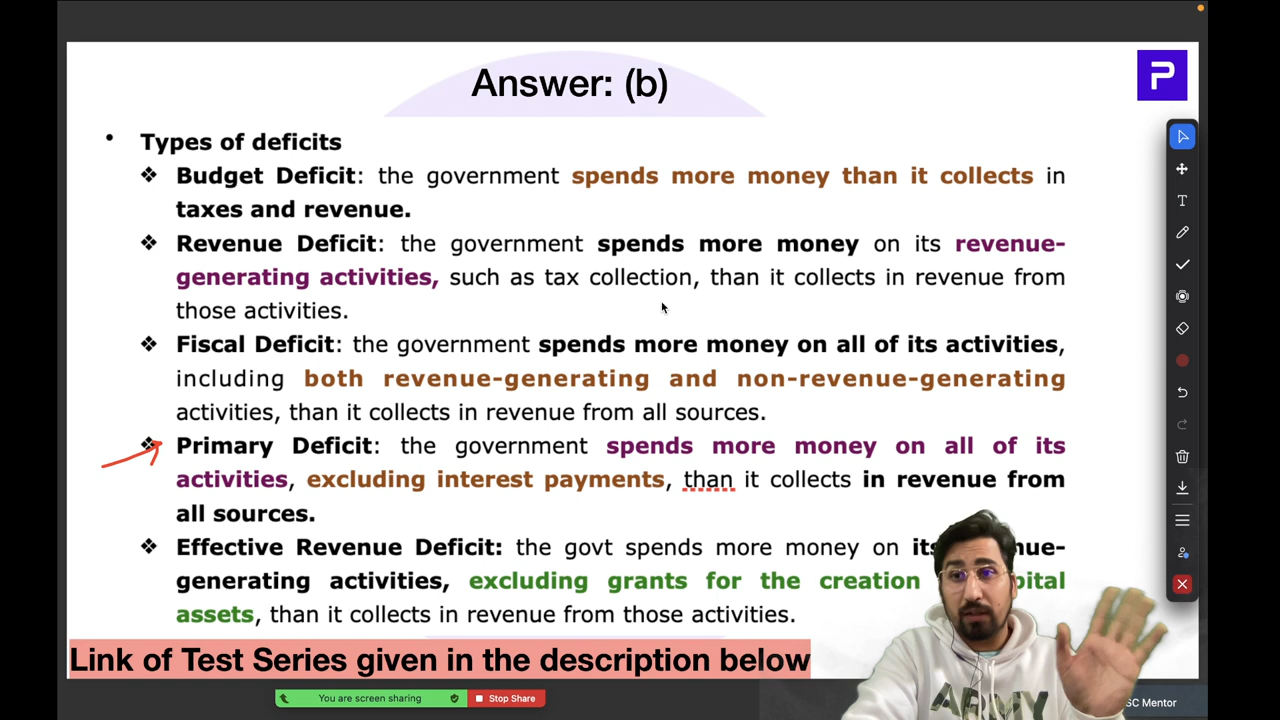 Answer: (b)
P
• Types of deficits
❖ Budget Deficit: the government spends more money than it collects in
taxes and revenue.
❖ Revenue Deficit: the government spends more money on its revenue-
generating activities, such as tax collection, than it collects in revenue from
those activities.
❖ Fiscal Deficit: the government spends more money on all of its activities,
including both revenue-generating and non-revenue-generating
activities, than it collects in revenue from all sources.
❖ Primary Deficit: the government spends more money on all of its
activities, excluding interest payments, than it collects in revenue from
all sources.
❖ Effective Revenue Deficit: the govt spends more money on its
generating activities, excluding grants for the creation
assets, than it collects in revenue from those activities.
Link of Test Series given in the description below
You are screen sharing
Stop Share
ARMY
SC Mentor
T